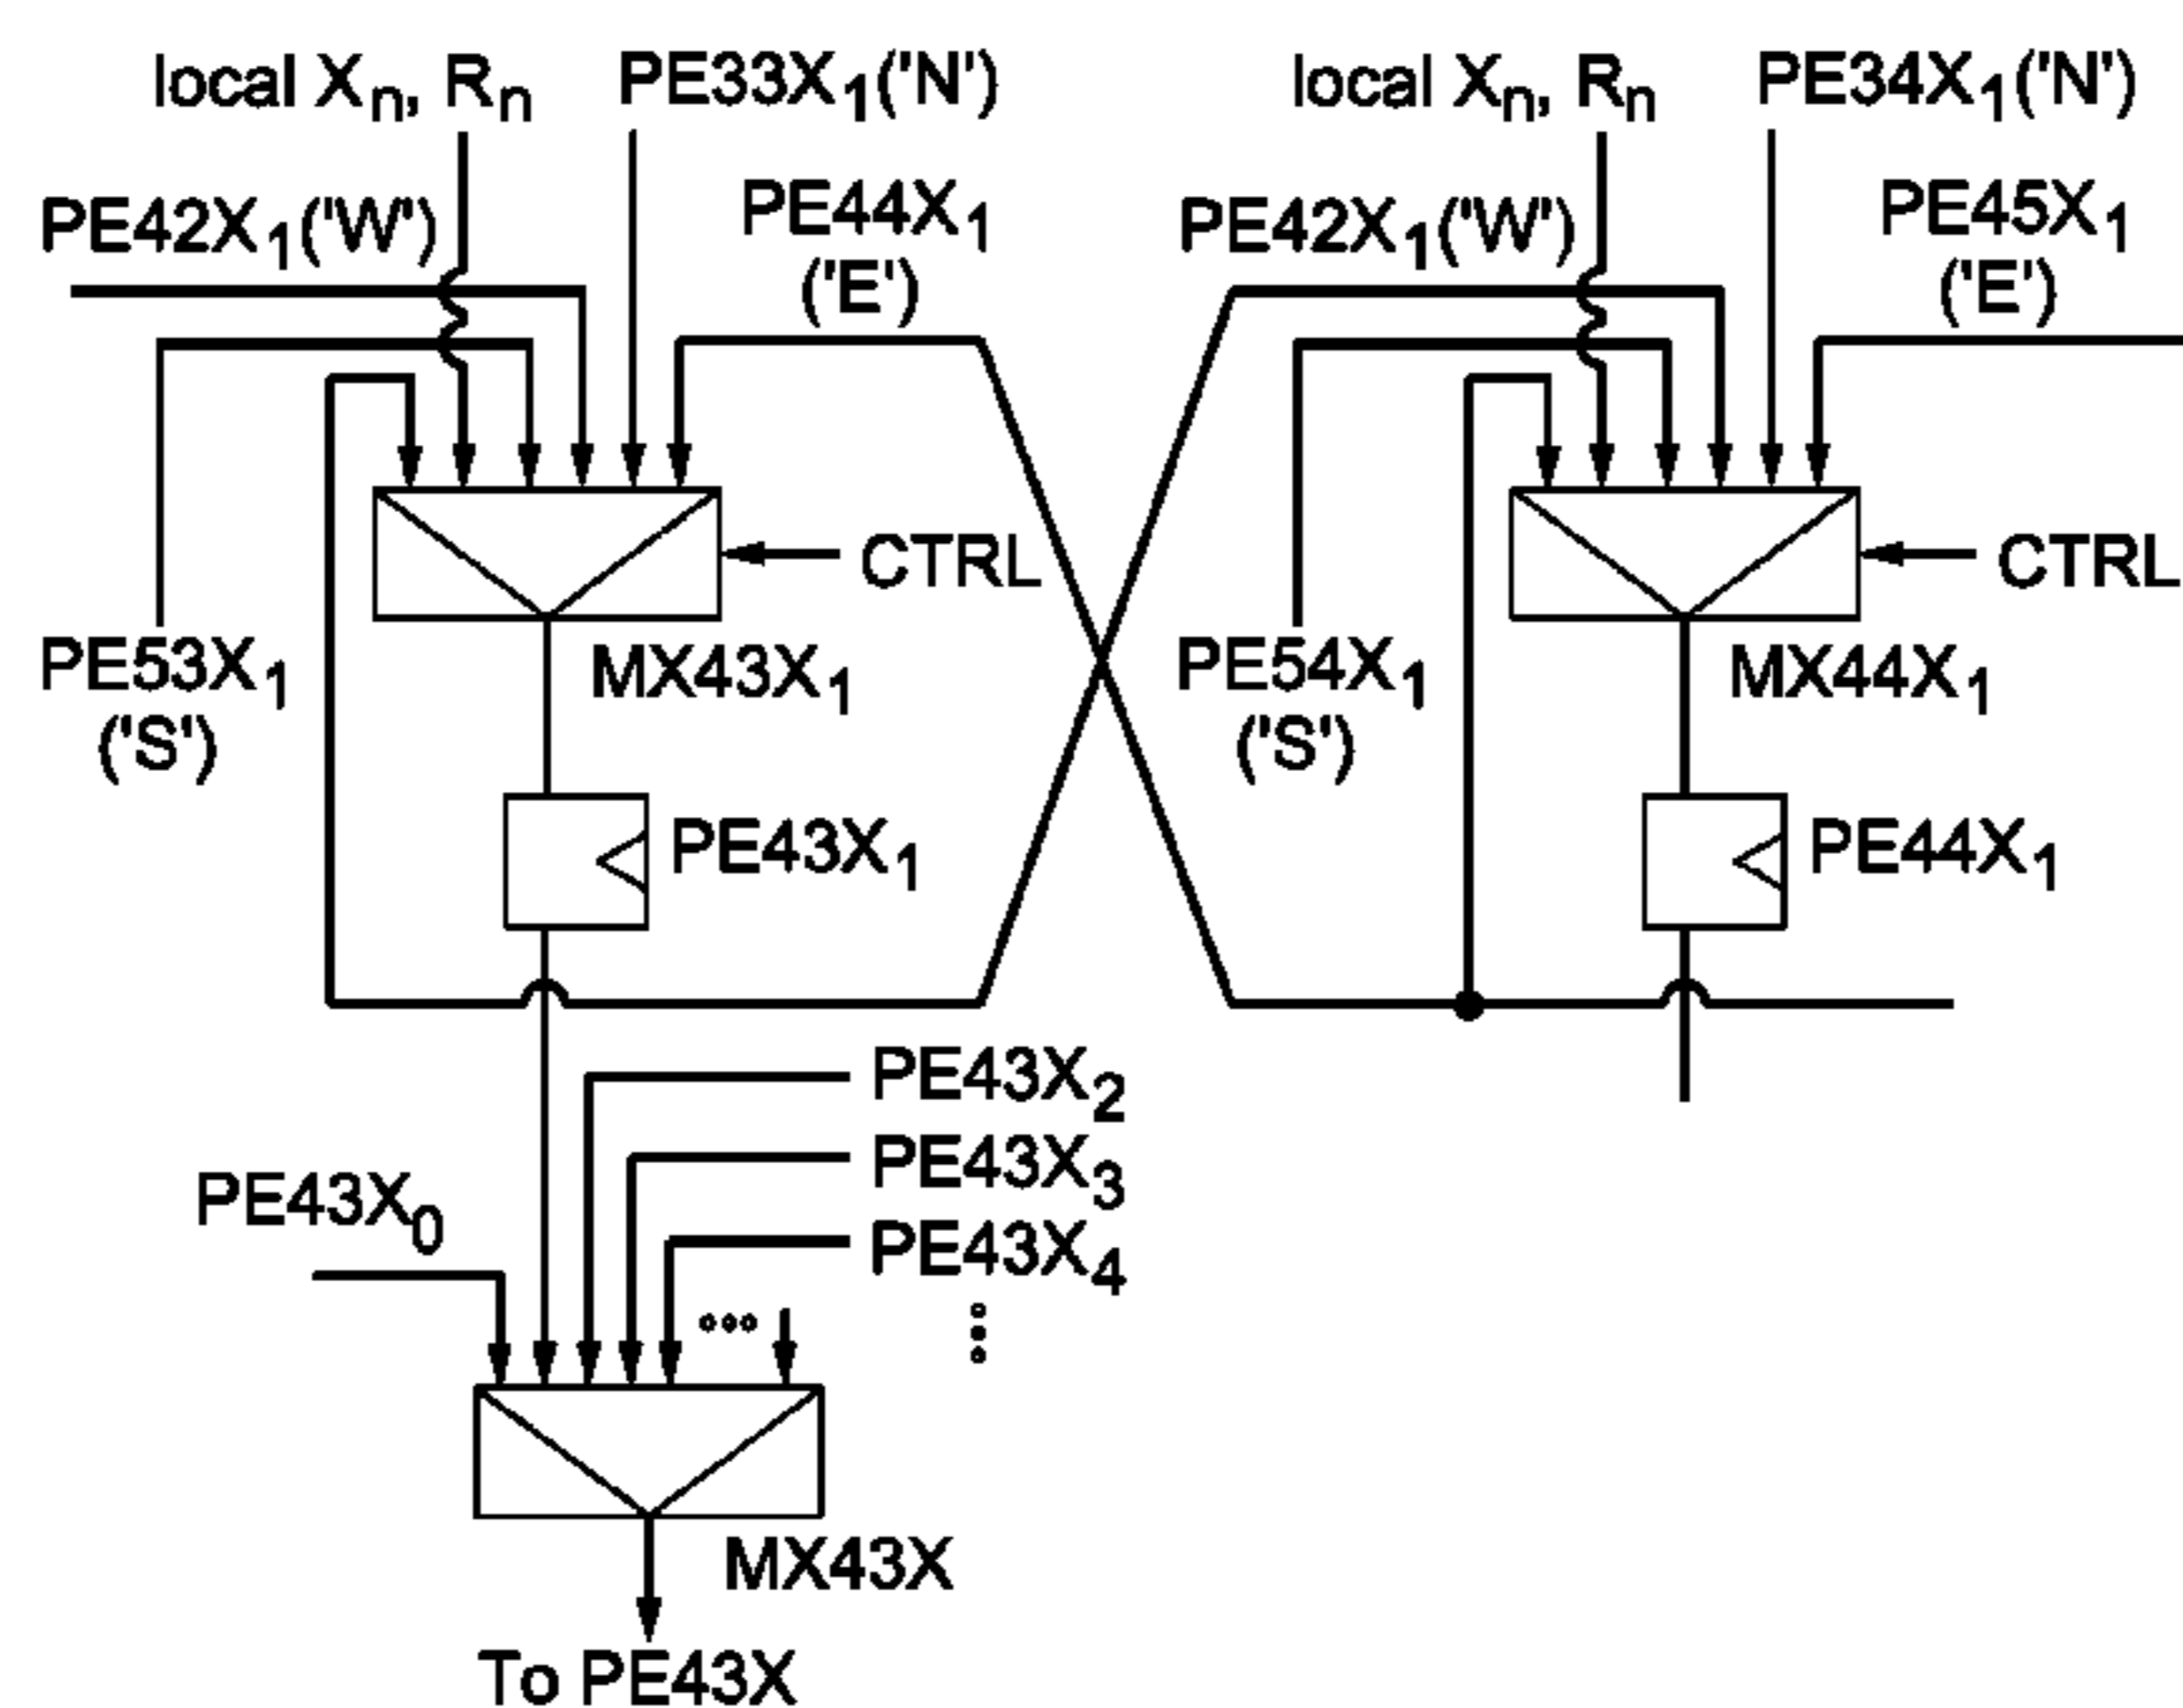 local Xn, Rn
PE33X1('N')
local Xn, Rn
PE34X1('N')
PE42X1('W')
PE44X1
('E')
PE42X1('W')
PE45X1
('E')
CTRL
CTRL
PE53X1
('S')
MX43X1
PE54X1
('S')
MX44X1
PE43X1
PE44X1
PE43X2
PE43X3
PE43X0
PE43X4
MX43X
To PE43X